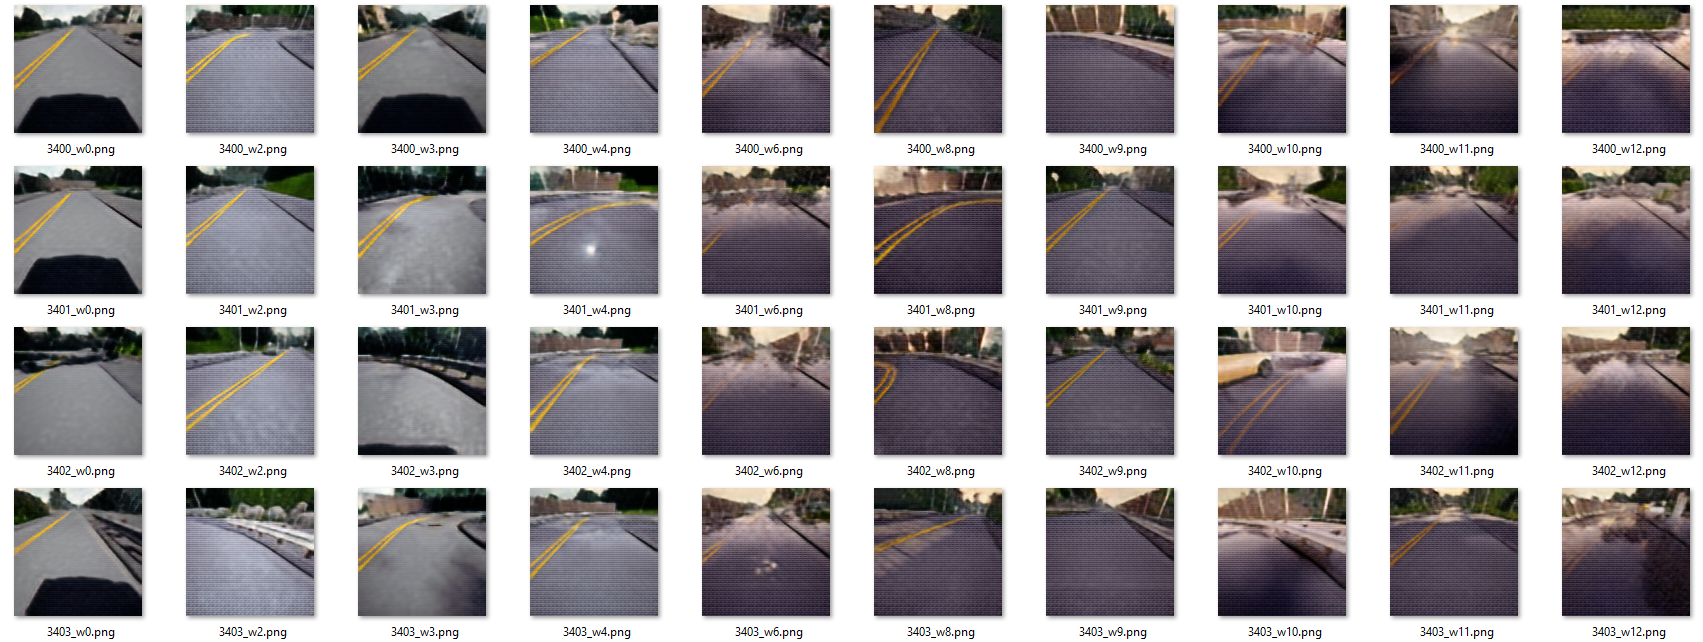 3400_w0.png 3400_w2.png 3400_w3.png 3400_w4.png 3400_w6.png 3400_w8.png 3400_w9.png 3400_w10.png 3400_w11.png 3400_w12.png
3401_w0.png 3401_w2.png 3401_w3.png 3401_w4.png 3401_w6.png 3401_w8.png 3401_w9.png 3401_w10.png 3401_w11.png 3401_w12.png
3402_w0.png 3402_w2.png 3402_w3.png 3402_w4.png 3402_w6.png 3402_w8.png 3402_w9.png 3402_w10.png 3402_w11.png 3402_w12.png
3403_w0.png 3403_w2.png 3403_w3.png 3403_w4.png 3403_w6.png 3403_w8.png 3403_w9.png 3403_w10.png 3403_w11.png 3403_w12.png